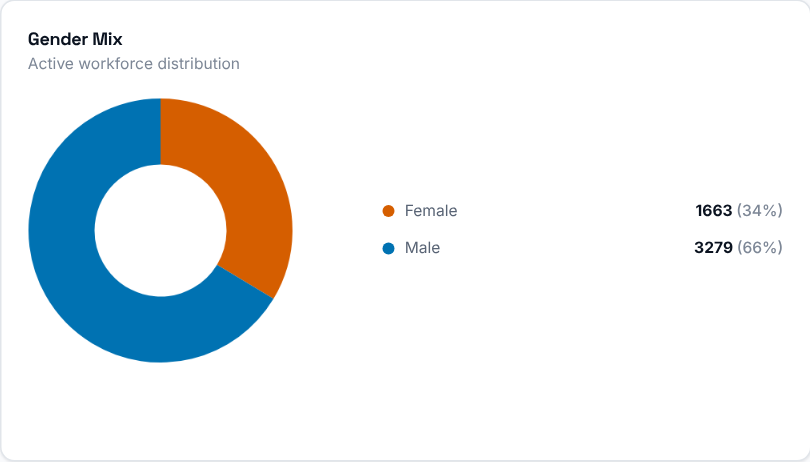 Gender Mix
Active workforce distribution
Female 1663 (34%)
Male 3279 (66%)